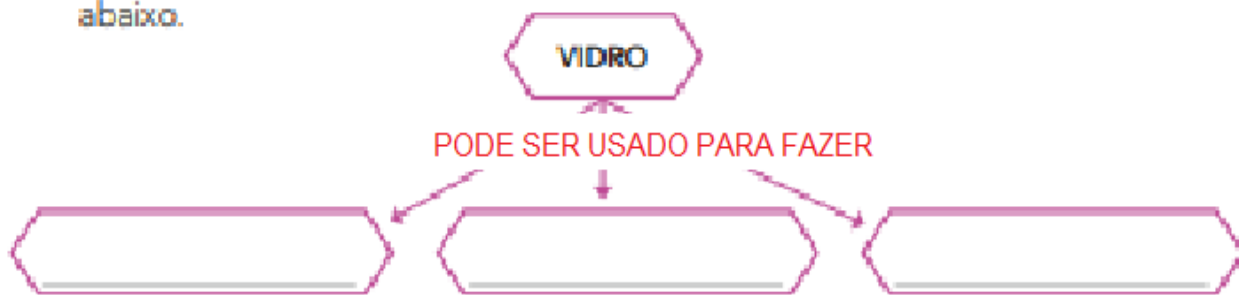 abaixo.
VIDRO
PODE SER USADO PARA FAZER